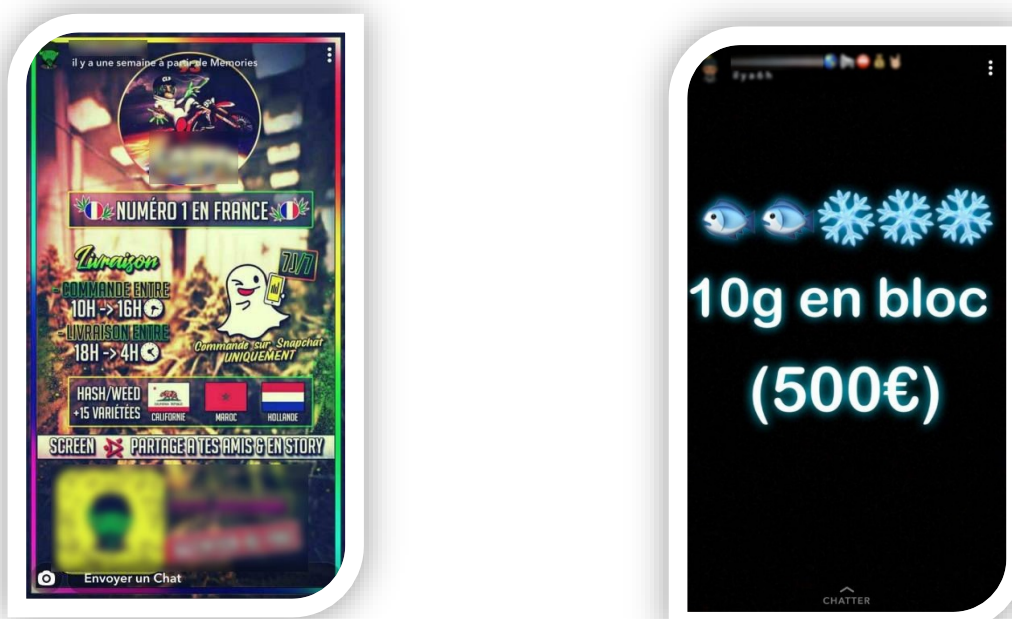 il y a une semaine à partir de Memories
NUMÉRO 1 EN FRANCE
Livraison
7J/7
- COMMANDE ENTRE
10H -> 16H
- LIVRAISON ENTRE
18H -> 4H
Commande sur Snapchat
UNIQUEMENT
HASH/WEED
+15 VARIÉTÉES
CALIFORNIE
MAROC
HOLLANDE
SCREEN
PARTAGE A TES AMIS & EN STORY
Envoyer un Chat
Il y a 6 h
10g en bloc
(500€)
CHATTER